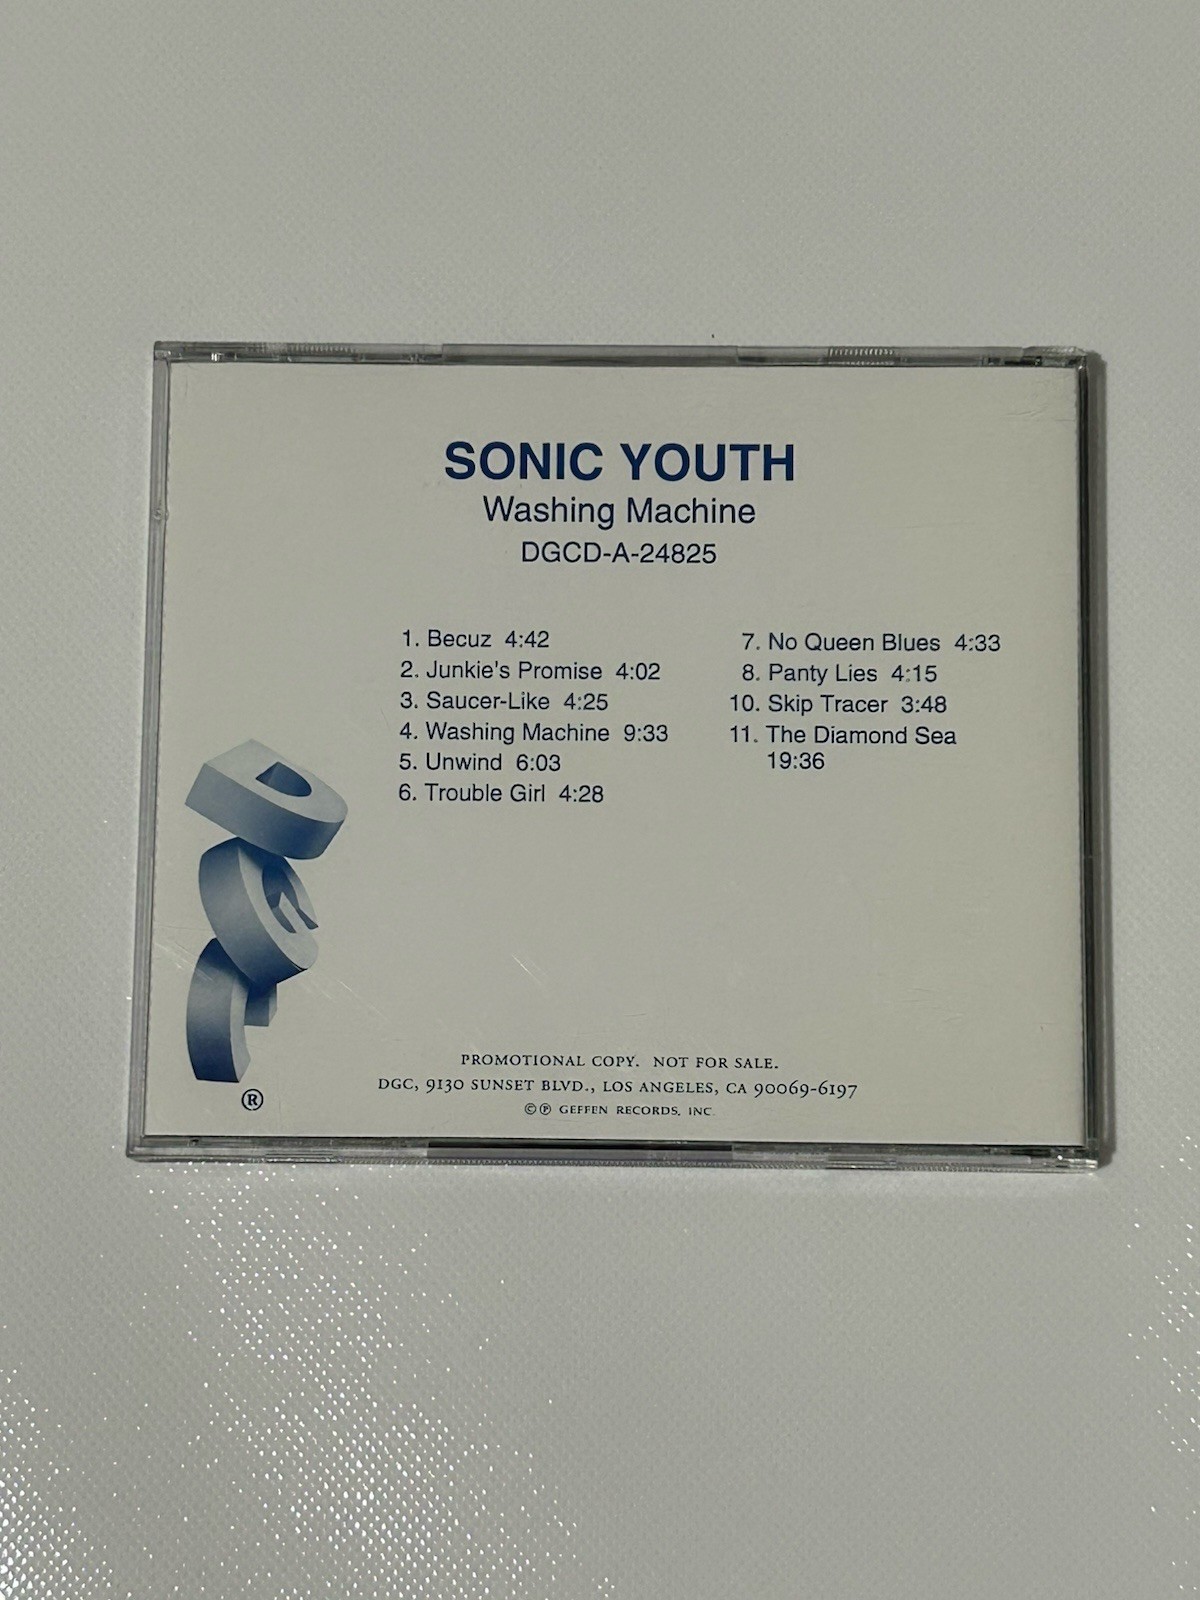 SONIC YOUTH
Washing Machine
DGCD-A-24825
1. Becuz 4:42
2. Junkie's Promise 4:02
3. Saucer-Like 4:25
4. Washing Machine 9:33
5. Unwind 6:03
6. Trouble Girl 4:28
7. No Queen Blues 4:33
8. Panty Lies 4:15
10. Skip Tracer 3:48
11. The Diamond Sea
19:36
DGC
®
PROMOTIONAL COPY. NOT FOR SALE.
DGC, 9130 SUNSET BLVD., LOS ANGELES, CA 90069-6197
©℗ GEFFEN RECORDS, INC.